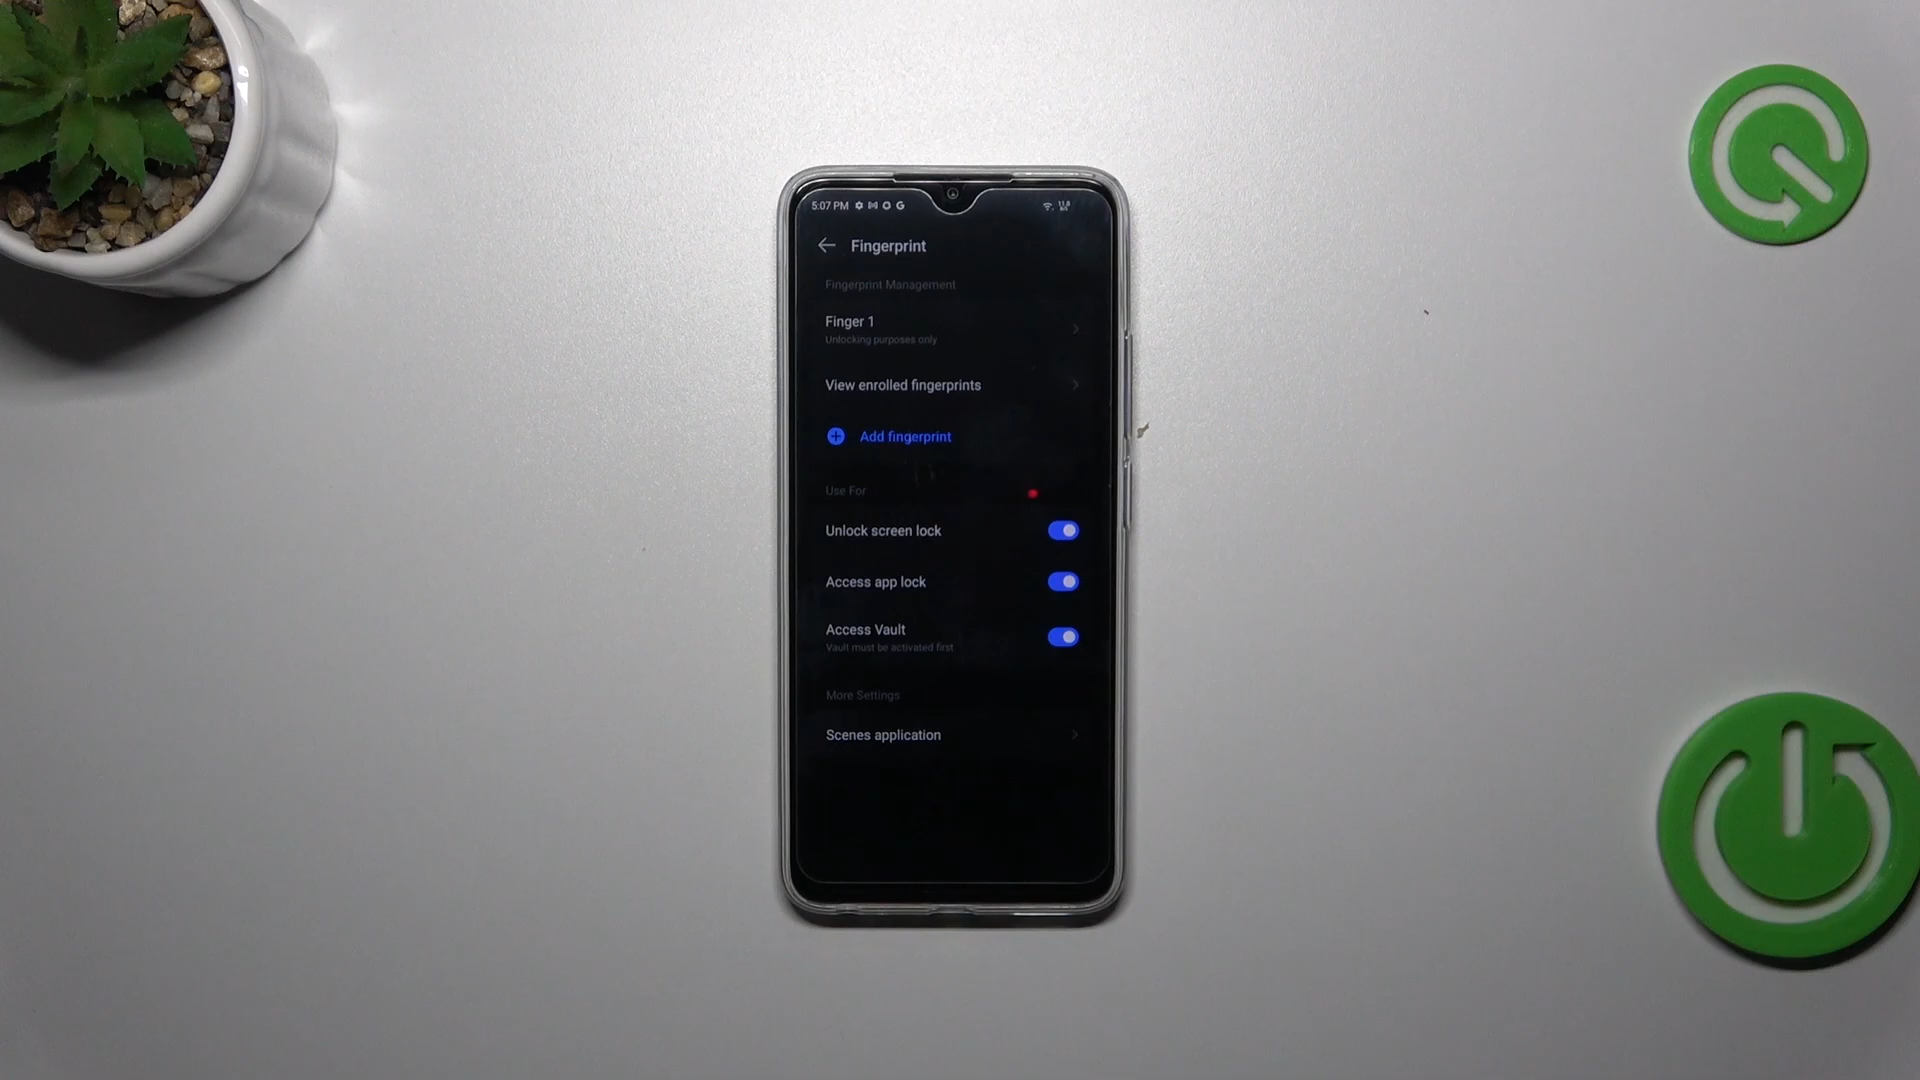 5:07 PM
Fingerprint
Fingerprint Management
Finger 1
Unlocking purposes only
View enrolled fingerprints
Add fingerprint
Use For
Unlock screen lock
Access app lock
Access Vault
Vault must be activated first
More Settings
Scenes application